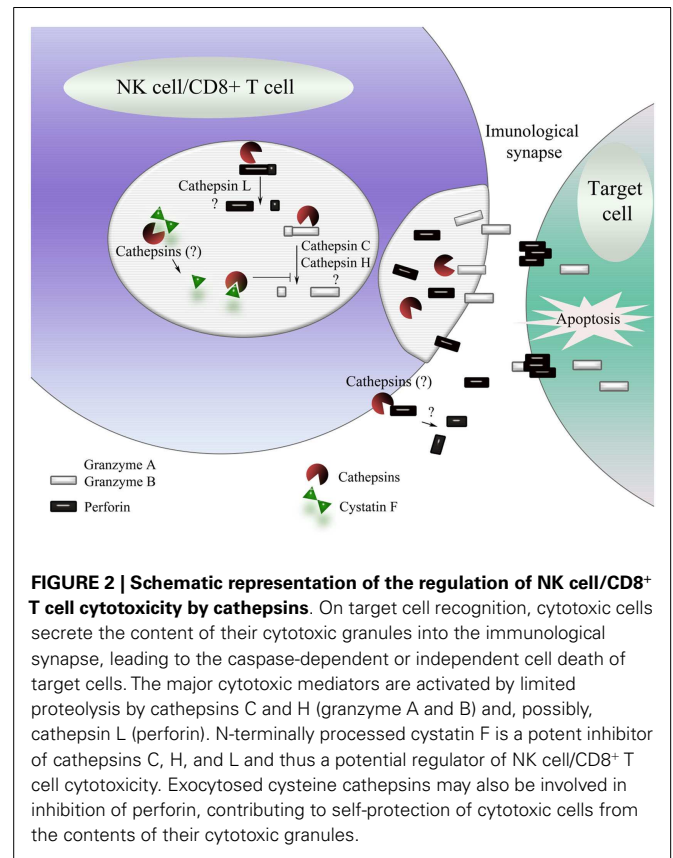 NK cell/CD8+ T cell
Imunological
synapse
Target
cell
Cathepsin L
?
Cathepsins (?)
Cathepsin C
Cathepsin H
?
Apoptosis
Cathepsins (?)
?
Granzyme A
Granzyme B
Perforin
Cathepsins
Cystatin F
FIGURE 2 | Schematic representation of the regulation of NK cell/CD8+
T cell cytotoxicity by cathepsins. On target cell recognition, cytotoxic cells
secrete the content of their cytotoxic granules into the immunological
synapse, leading to the caspase-dependent or independent cell death of
target cells. The major cytotoxic mediators are activated by limited
proteolysis by cathepsins C and H (granzyme A and B) and, possibly,
cathepsin L (perforin). N-terminally processed cystatin F is a potent inhibitor
of cathepsins C, H, and L and thus a potential regulator of NK cell/CD8+ T
cell cytotoxicity. Exocytosed cysteine cathepsins may also be involved in
inhibition of perforin, contributing to self-protection of cytotoxic cells from
the contents of their cytotoxic granules.